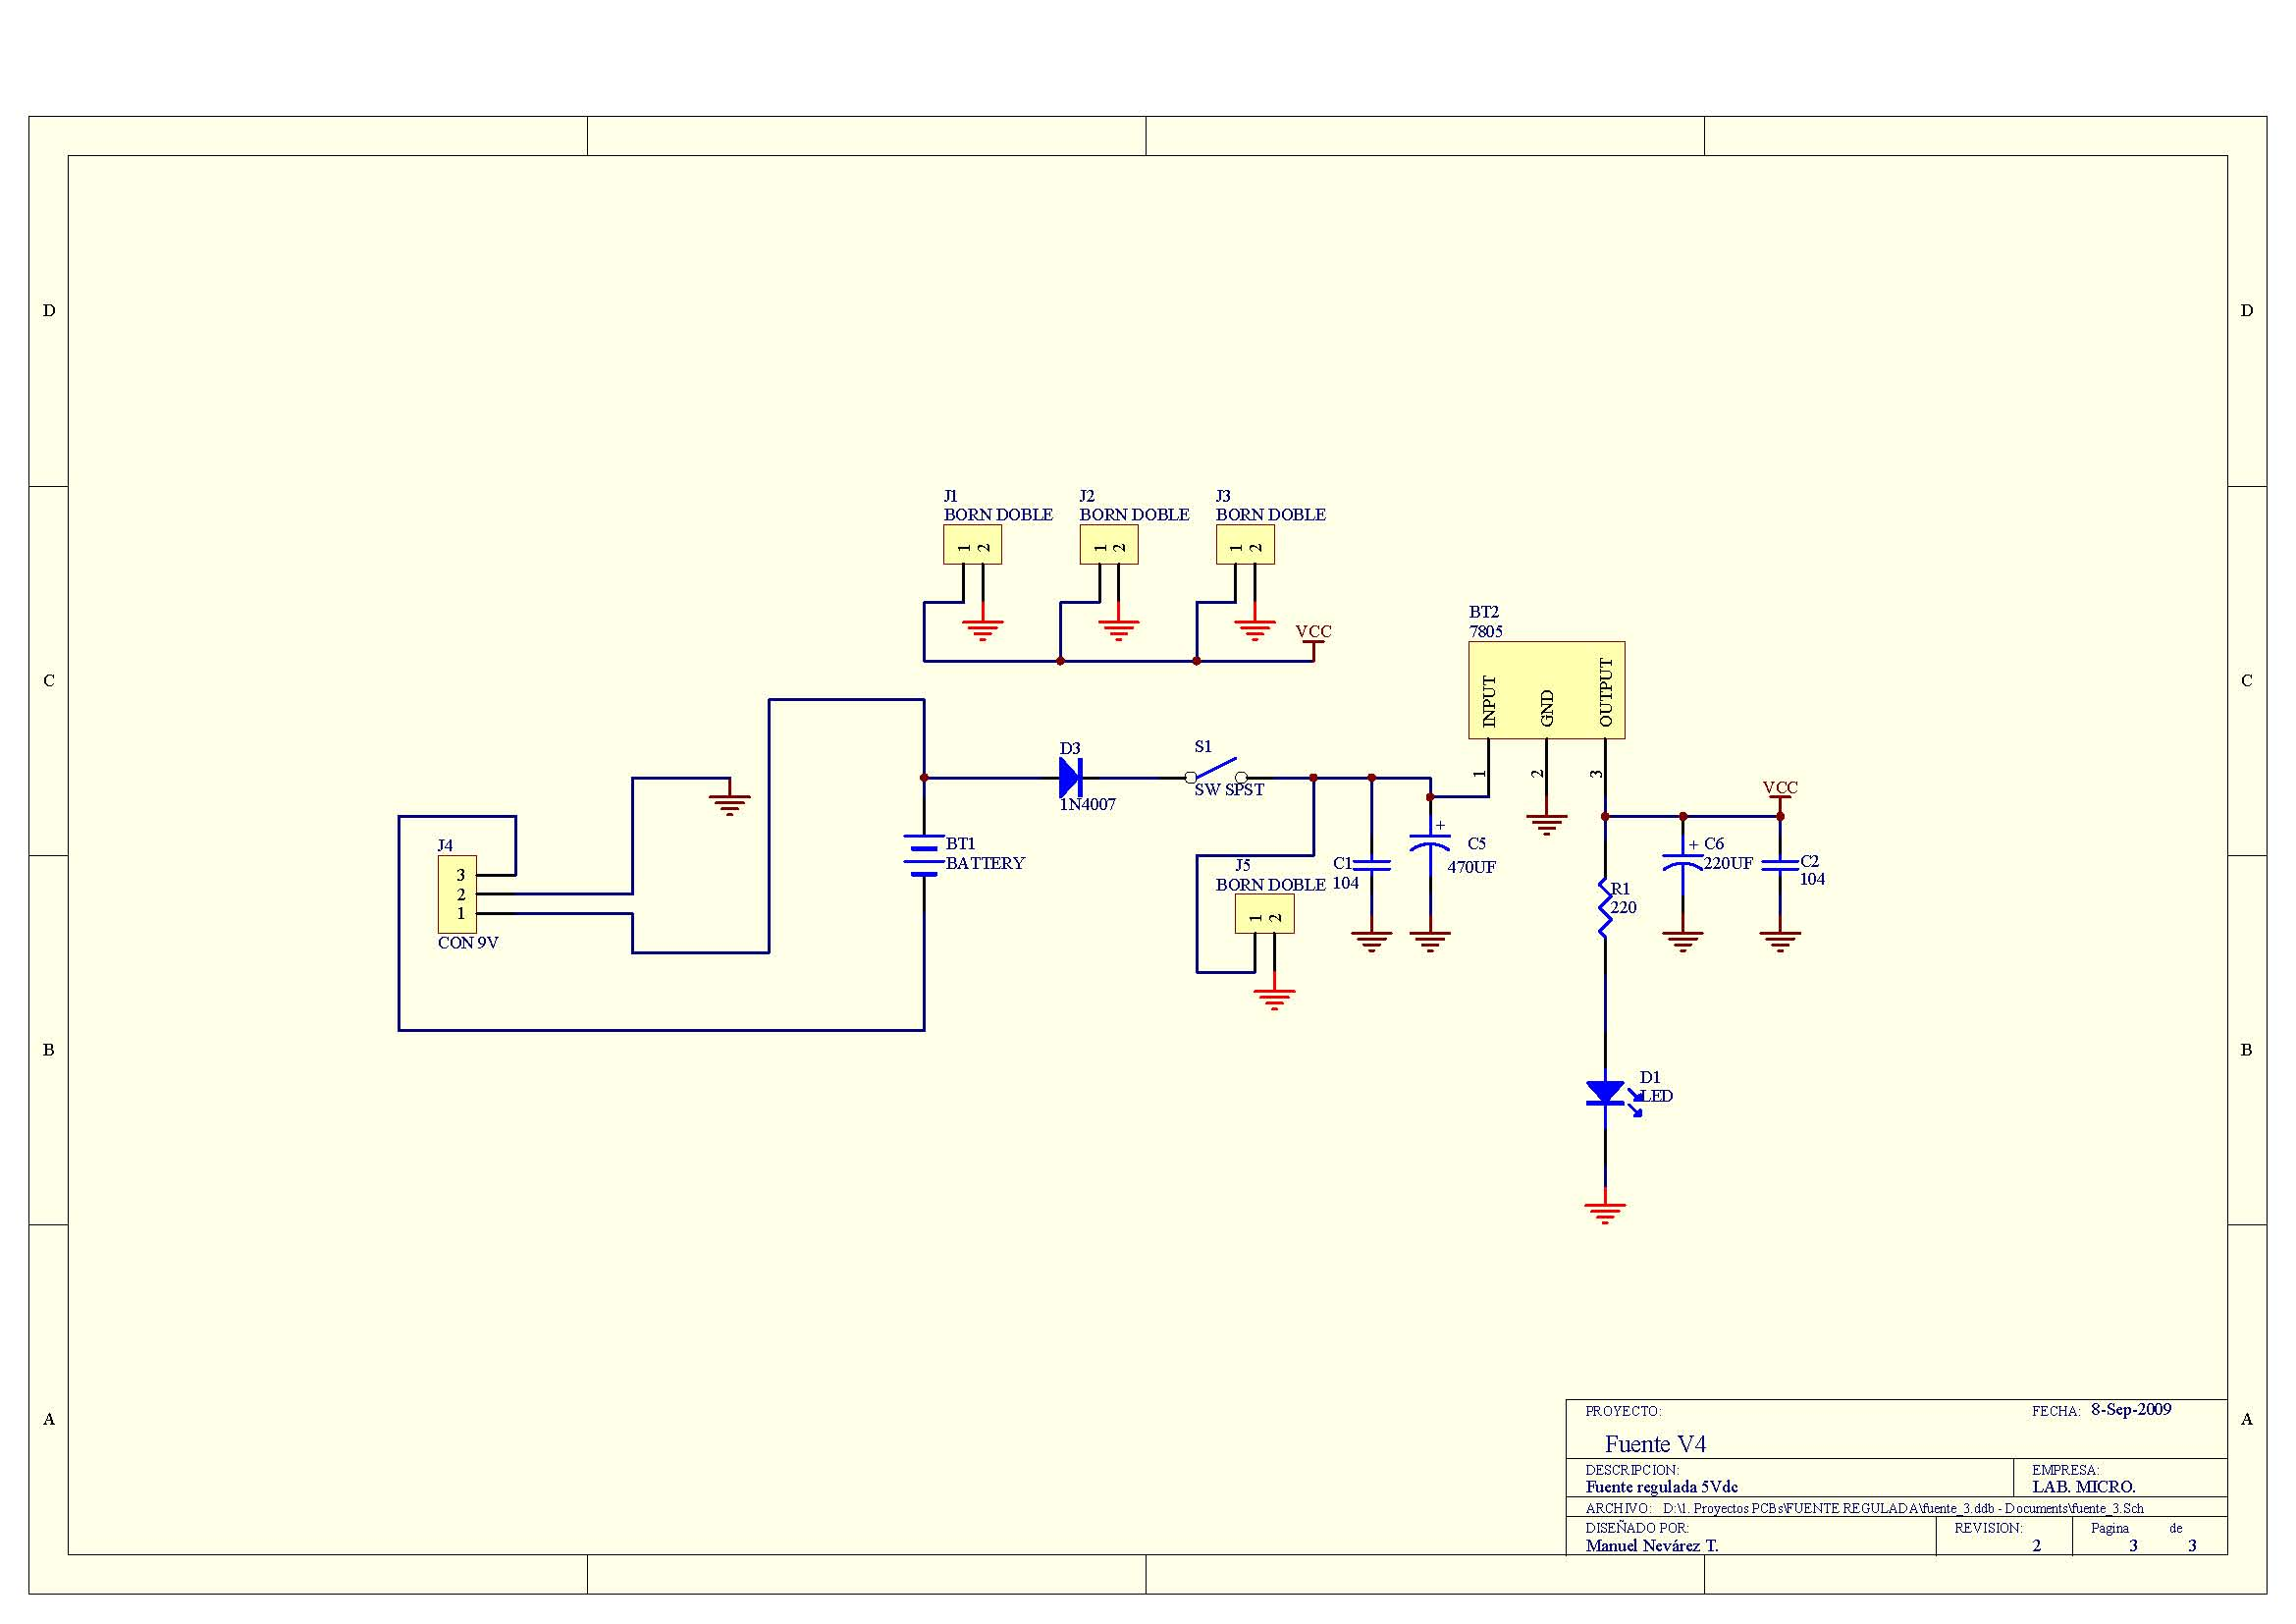 D
D
J1
BORN DOBLE
1 2
J2
BORN DOBLE
1 2
J3
BORN DOBLE
1 2
VCC
BT2
7805
INPUT
GND
OUTPUT
1
2
3
C
C
D3
1N4007
S1
SW SPST
VCC
J4
3
2
1
CON 9V
BT1
BATTERY
J5
BORN DOBLE
1 2
C1
104
+
C5
470UF
+ C6
220UF
C2
104
R1
220
B
B
D1
LED
A
A
PROYECTO:
FECHA: 8-Sep-2009
Fuente V4
DESCRIPCION:
Fuente regulada 5Vdc
EMPRESA:
LAB. MICRO.
ARCHIVO: D:\1. Proyectos PCBs\FUENTE REGULADA\fuente_3.ddb - Documents\fuente_3.Sch
DISEÑADO POR:
Manuel Nevárez T.
REVISION:
2
Pagina de
3 3